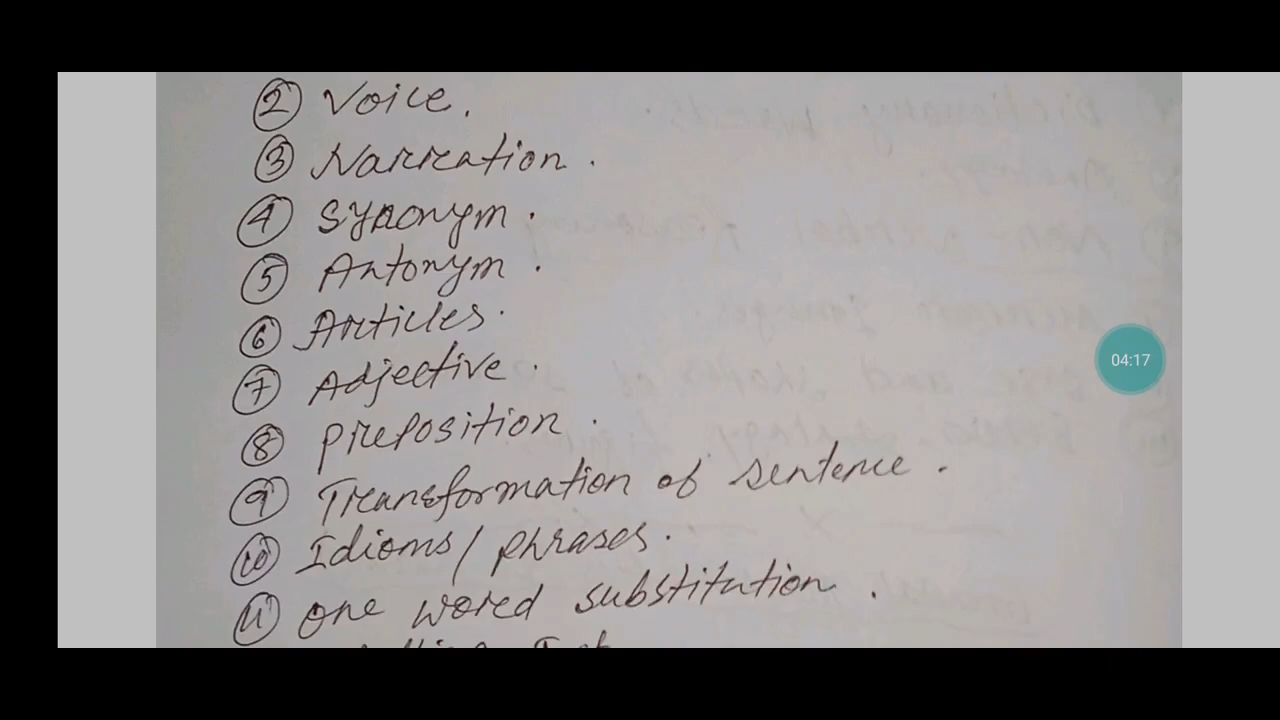 ② Voice.
③ Narration.
④ Synonym.
⑤ Antonym.
⑥ Articles.
⑦ Adjective.
⑧ Preposition.
⑨ Transformation of sentence.
⑩ Idioms/phrases.
⑪ one word substitution.
04:17